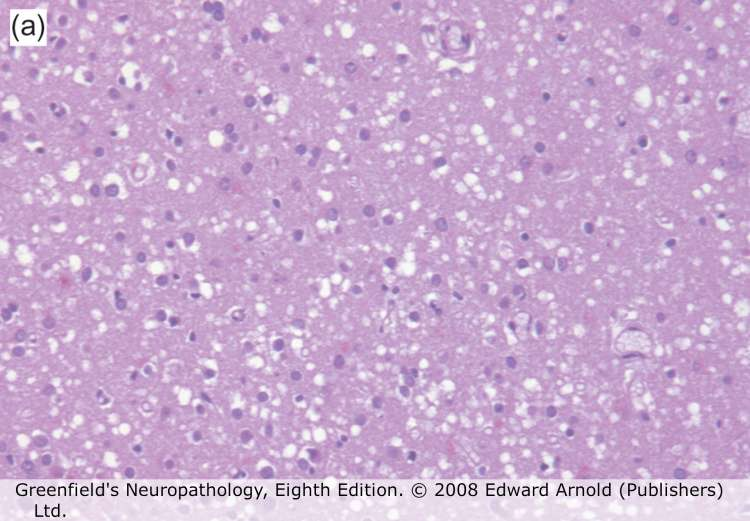 (a)
Greenfield's Neuropathology, Eighth Edition. © 2008 Edward Arnold (Publishers)
Ltd.